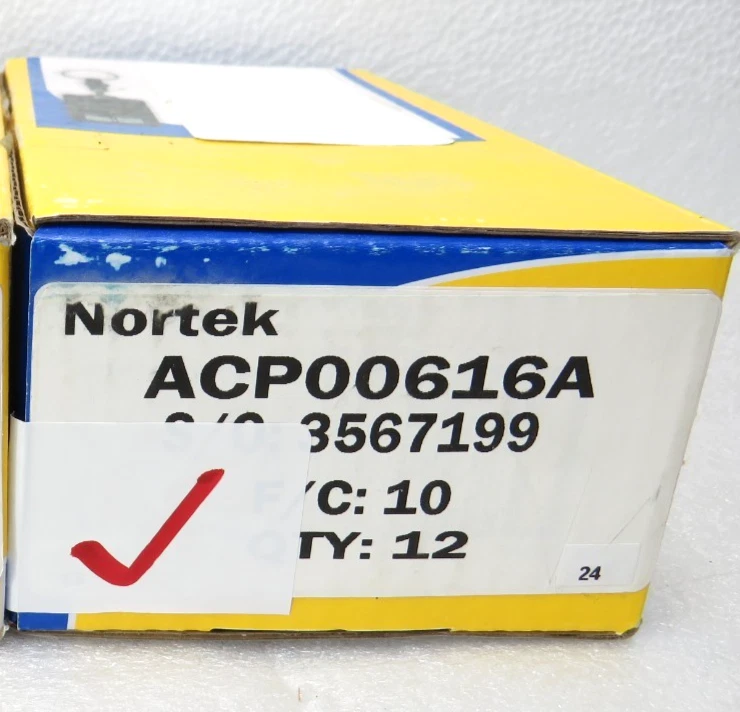 Nortek
ACP00616A
S/O: 3567199
F/C: 10
QTY: 12
24